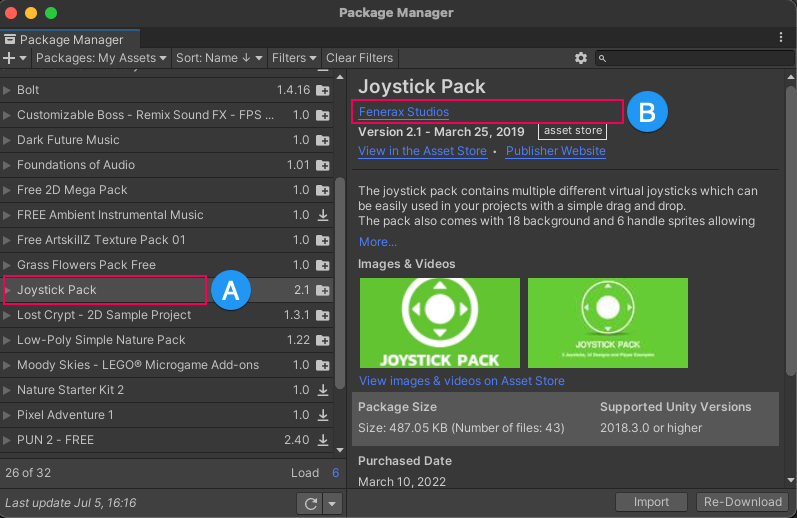 Package Manager
Package Manager
Packages: My Assets
Sort: Name ↓
Filters
Clear Filters
Bolt 1.4.16
Customizable Boss - Remix Sound FX - FPS ... 1.0
Dark Future Music 1.0
Foundations of Audio 1.01
Free 2D Mega Pack 1.0
FREE Ambient Instrumental Music 1.0
Free ArtskillZ Texture Pack 01 1.0
Grass Flowers Pack Free 1.0
Joystick Pack 2.1
A
Lost Crypt - 2D Sample Project 1.3.1
Low-Poly Simple Nature Pack 1.22
Moody Skies - LEGO® Microgame Add-ons 1.0
Nature Starter Kit 2 1.0
Pixel Adventure 1 1.0
PUN 2 - FREE 2.40
26 of 32
Load 6
Last update Jul 5, 16:16
Joystick Pack
Fenerax Studios
B
Version 2.1 - March 25, 2019
asset store
View in the Asset Store • Publisher Website
The joystick pack contains multiple different virtual joysticks which can
be easily used in your projects with a simple drag and drop.
The pack also comes with 18 background and 6 handle sprites allowing
More...
Images & Videos
JOYSTICK PACK
JOYSTICK PACK
View images & videos on Asset Store
Package Size
Size: 487.05 KB (Number of files: 43)
Supported Unity Versions
2018.3.0 or higher
Purchased Date
March 10, 2022
Import
Re-Download